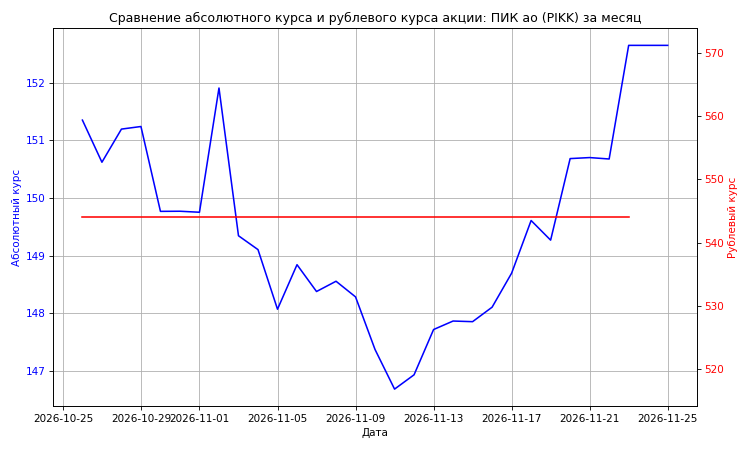 Сравнение абсолютного курса и рублевого курса акции: ПИК ао (PIKK) за месяц
Абсолютный курс
152
151
150
149
148
147
570
560
550
540
530
520
Рублевый курс
2026-10-25 2026-10-29 2026-11-01 2026-11-05 2026-11-09 2026-11-13 2026-11-17 2026-11-21 2026-11-25
Дата